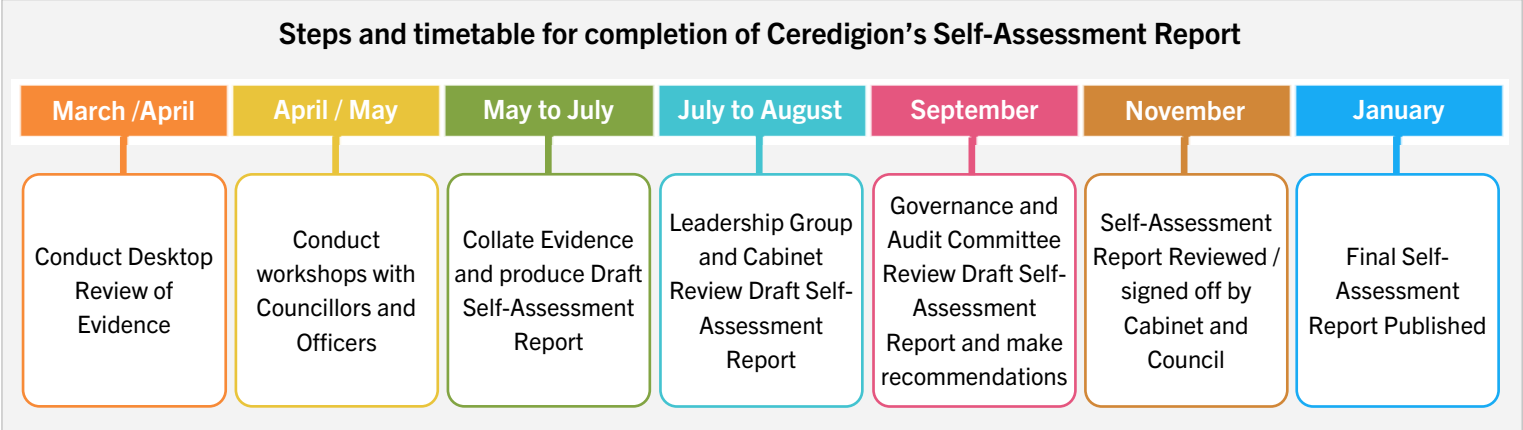 Steps and timetable for completion of Ceredigion's Self-Assessment Report
March /April
April / May
May to July
July to August
September
November
January
Conduct Desktop
Review of
Evidence
Conduct
workshops with
Councillors and
Officers
Collate Evidence
and produce Draft
Self-Assessment
Report
Leadership Group
and Cabinet
Review Draft Self-
Assessment
Report
Governance and
Audit Committee
Review Draft Self-
Assessment
Report and make
recommendations
Self-Assessment
Report Reviewed /
signed off by
Cabinet and
Council
Final Self-
Assessment
Report Published